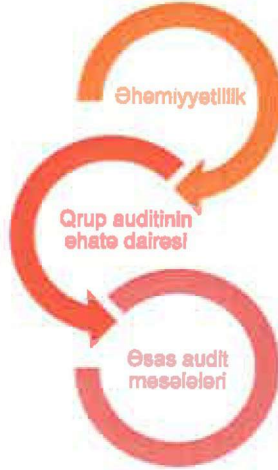 Əhəmiyyətlilik
Qrup auditinin
əhatə dairəsi
Əsas audit
məsələləri